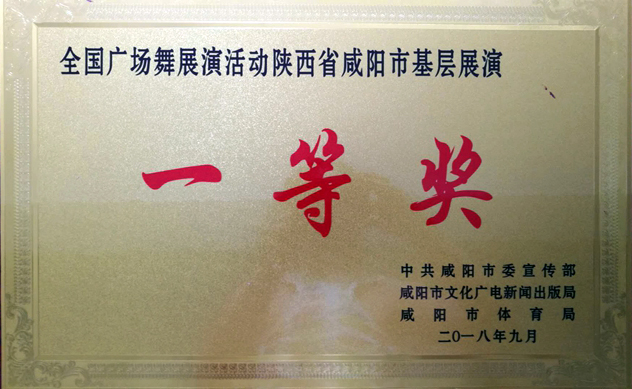 全国广场舞展演活动陕西省咸阳市基层展演
一等奖
中共咸阳市委宣传部
咸阳市文化广电新闻出版局
咸阳市体育局
二〇一八年九月